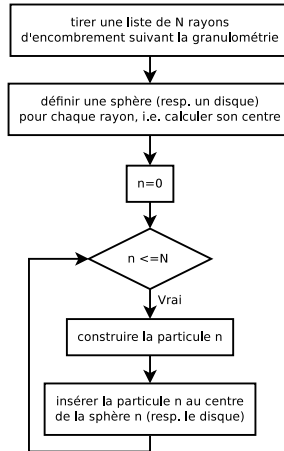 tirer une liste de N rayons
d'encombrement suivant la granulométrie
définir une sphère (resp. un disque)
pour chaque rayon, i.e. calculer son centre
n=0
n <=N
Vrai
construire la particule n
insérer la particule n au centre
de la sphère n (resp. le disque)